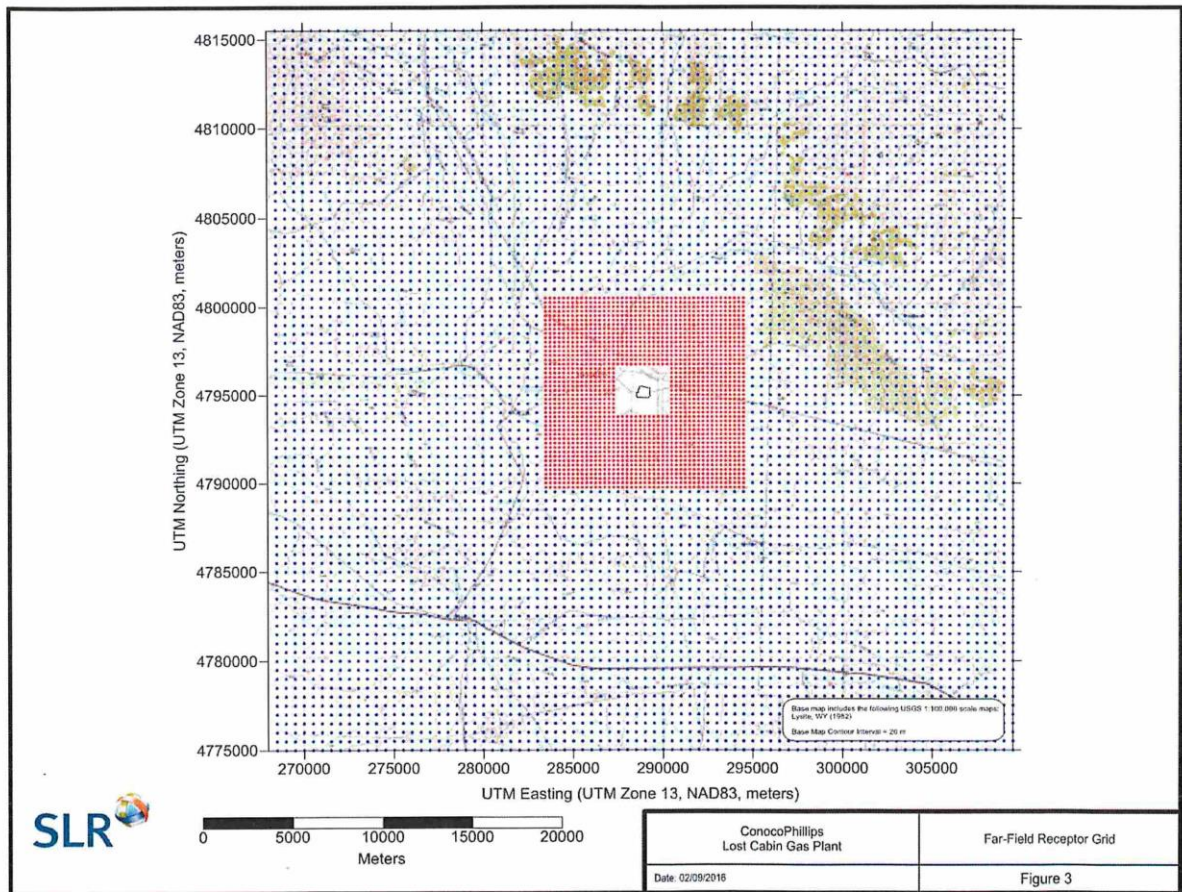 4815000
4810000
4805000
4800000
4795000
4790000
4785000
4780000
4775000
UTM Northing (UTM Zone 13, NAD83, meters)
270000 275000 280000 285000 290000 295000 300000 305000
UTM Easting (UTM Zone 13, NAD83, meters)
Base map includes the following USGS 1:100,000 scale maps:
Lysite, WY (1982)
Base Map Contour Interval = 20 m
SLR
0 5000 10000 15000 20000
Meters
ConocoPhillips
Lost Cabin Gas Plant
Far-Field Receptor Grid
Date: 02/09/2016
Figure 3